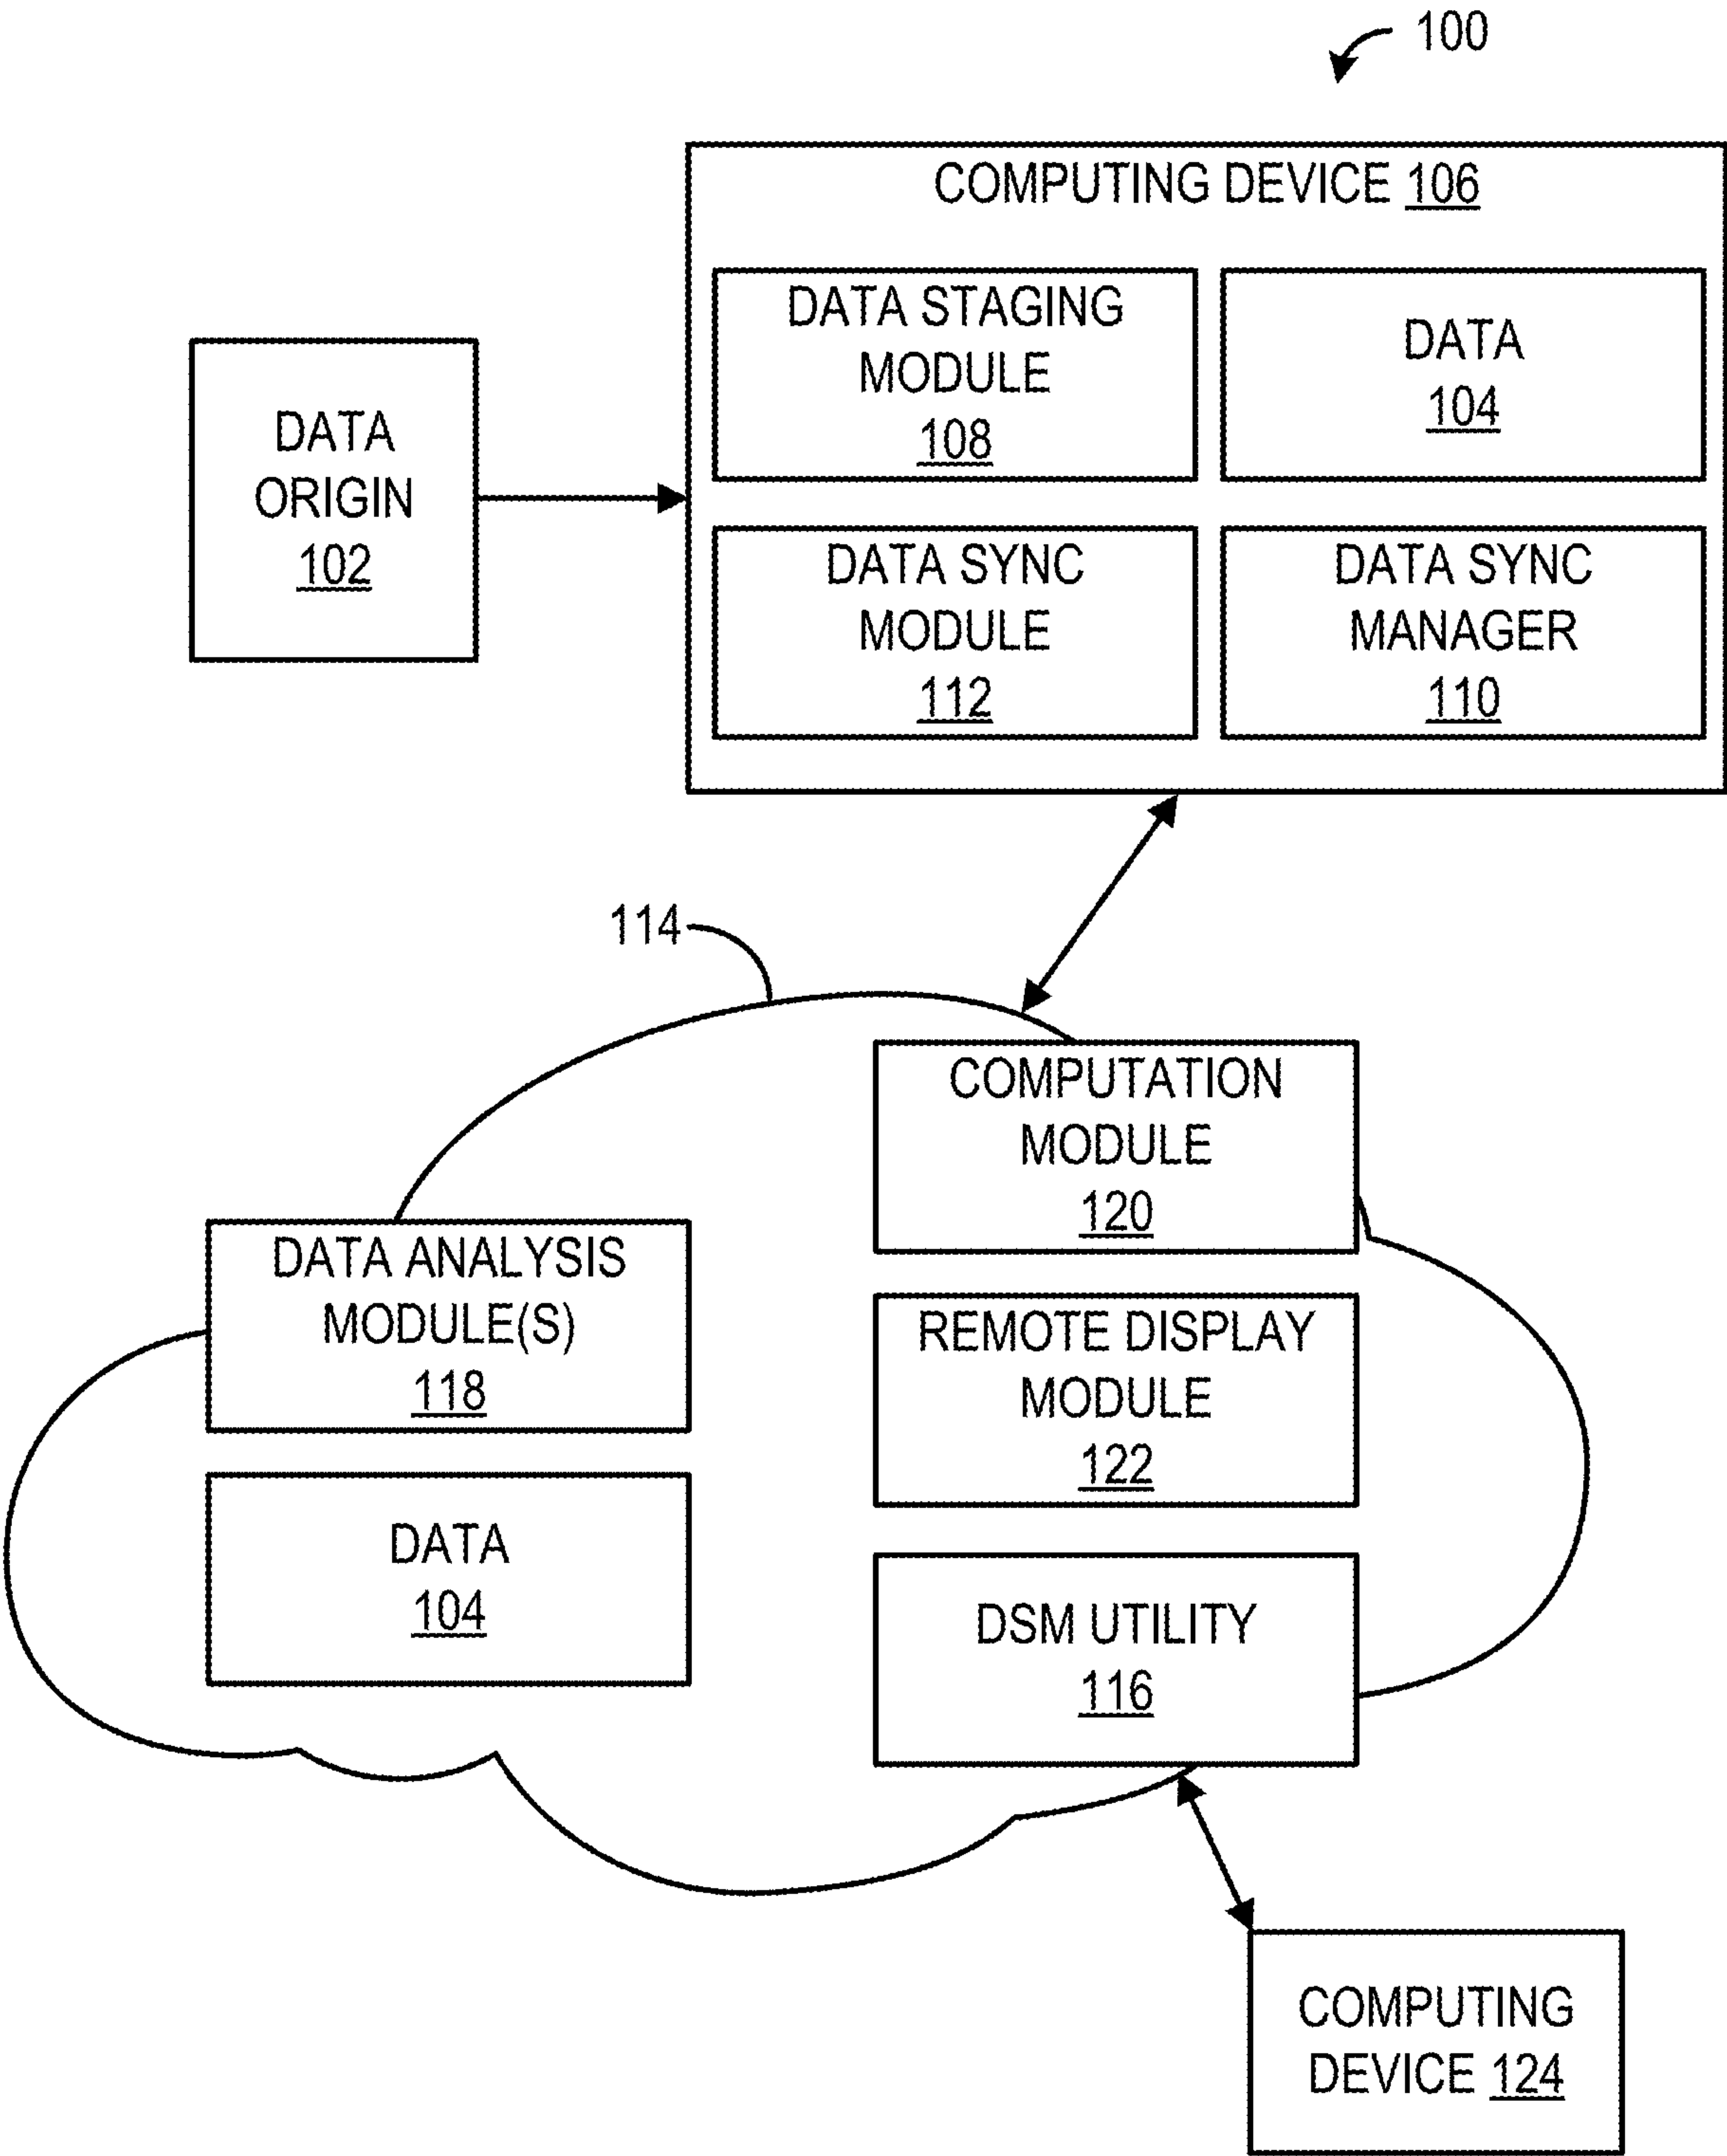 100
COMPUTING DEVICE 106
DATA STAGING
MODULE
108
DATA
104
DATA
ORIGIN
102
DATA SYNC
MODULE
112
DATA SYNC
MANAGER
110
114
COMPUTATION
MODULE
120
DATA ANALYSIS
MODULE(S)
118
REMOTE DISPLAY
MODULE
122
DATA
104
DSM UTILITY
116
COMPUTING
DEVICE 124